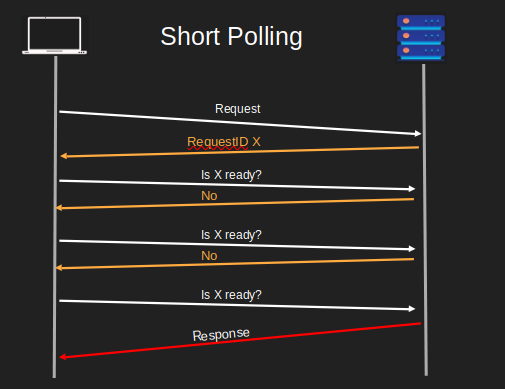 Short Polling
Request
RequestID X
Is X ready?
No
Is X ready?
No
Is X ready?
Response